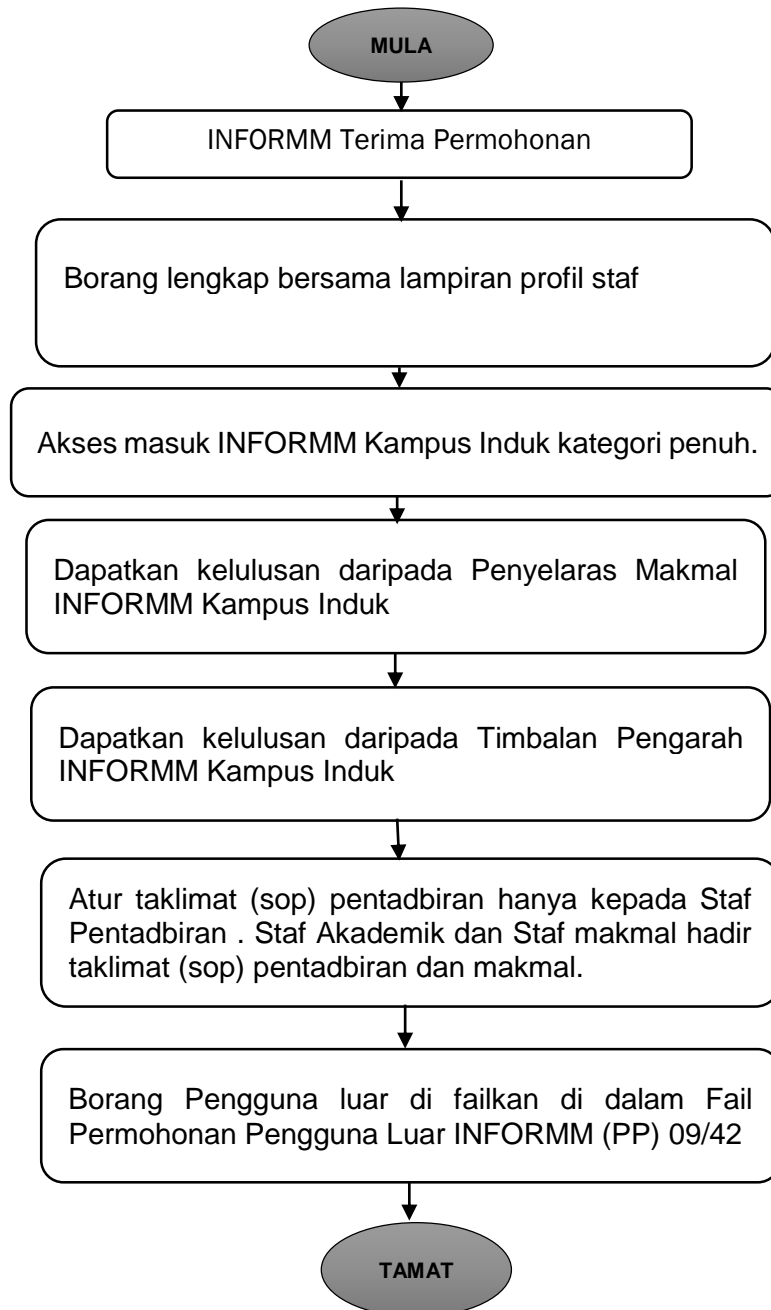 MULA
INFORMM Terima Permohonan
Borang lengkap bersama lampiran profil staf
Akses masuk INFORMM Kampus Induk kategori penuh.
Dapatkan kelulusan daripada Penyelaras Makmal
INFORMM Kampus Induk
Dapatkan kelulusan daripada Timbalan Pengarah
INFORMM Kampus Induk
Atur taklimat (sop) pentadbiran hanya kepada Staf
Pentadbiran . Staf Akademik dan Staf makmal hadir
taklimat (sop) pentadbiran dan makmal.
Borang Pengguna luar di failkan di dalam Fail
Permohonan Pengguna Luar INFORMM (PP) 09/42
TAMAT